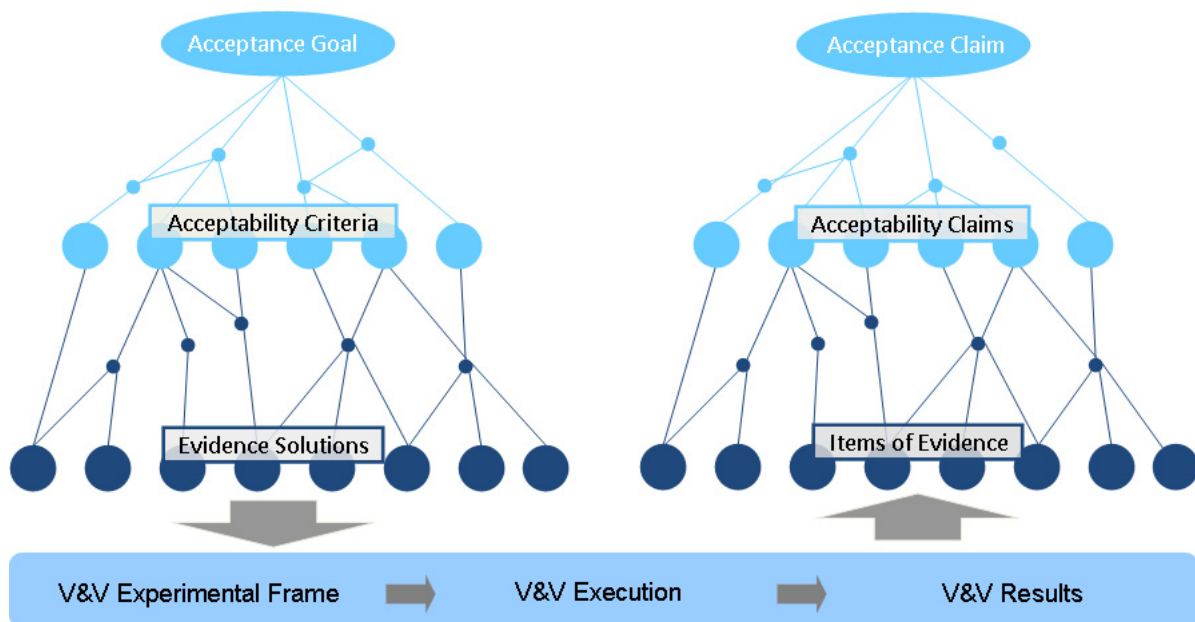 Acceptance Goal
Acceptance Claim
Acceptability Criteria
Acceptability Claims
Evidence Solutions
Items of Evidence
V&V Experimental Frame
V&V Execution
V&V Results